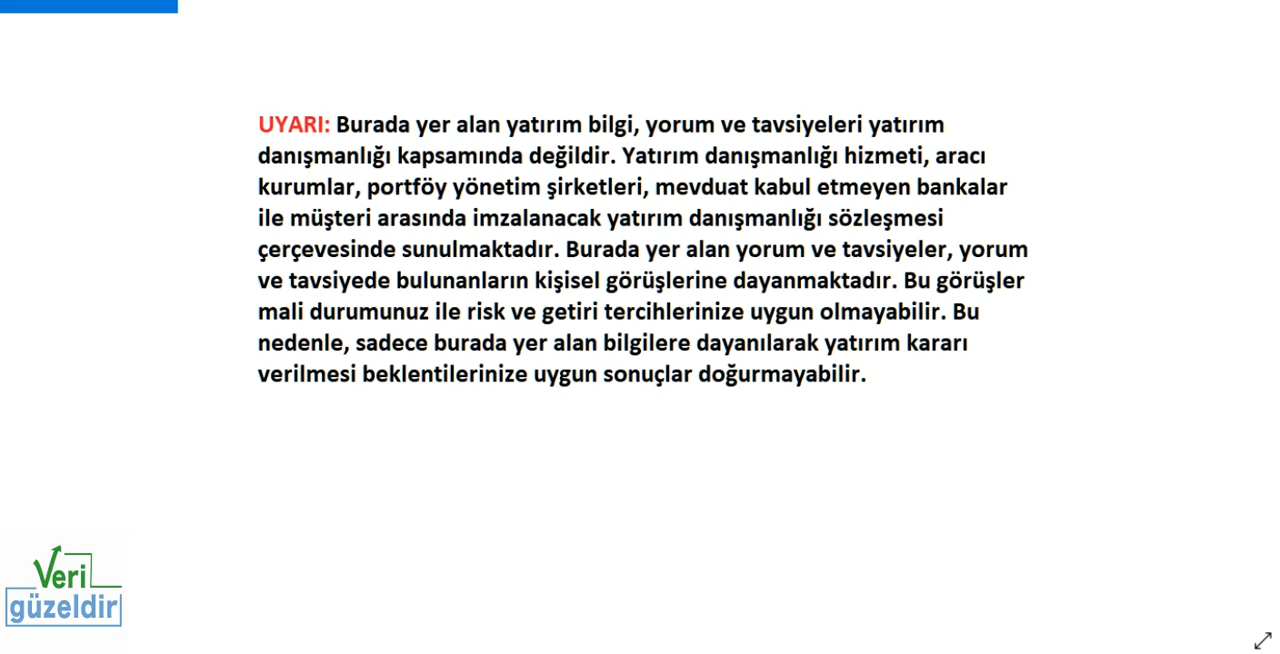 UYARI: Burada yer alan yatırım bilgi, yorum ve tavsiyeleri yatırım
danışmanlığı kapsamında değildir. Yatırım danışmanlığı hizmeti, aracı
kurumlar, portföy yönetim şirketleri, mevduat kabul etmeyen bankalar
ile müşteri arasında imzalanacak yatırım danışmanlığı sözleşmesi
çerçevesinde sunulmaktadır. Burada yer alan yorum ve tavsiyeler, yorum
ve tavsiyede bulunanların kişisel görüşlerine dayanmaktadır. Bu görüşler
mali durumunuz ile risk ve getiri tercihlerinize uygun olmayabilir. Bu
nedenle, sadece burada yer alan bilgilere dayanılarak yatırım kararı
verilmesi beklentilerinize uygun sonuçlar doğurmayabilir.
Veri
güzeldir